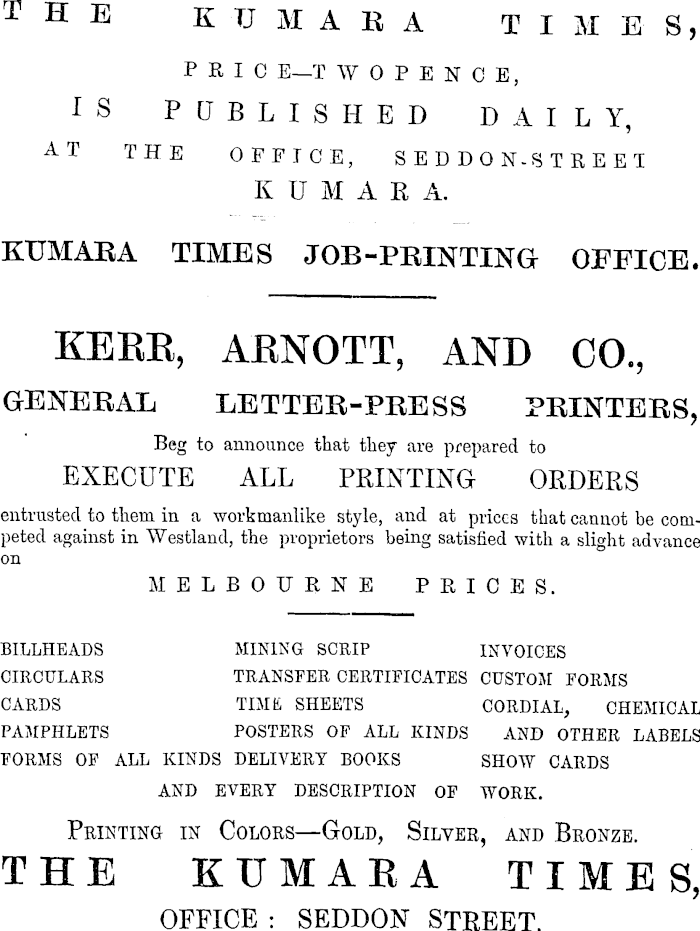 THE KUMARA TIMES,
PRICE—TWOPENCE,
IS PUBLISHED DAILY,
AT THE OFFICE, SEDDON-STREET
KUMARA.
KUMARA TIMES JOB-PRINTING OFFICE.
KERR, ARNOTT, AND CO.,
GENERAL LETTER-PRESS PRINTERS,
Beg to announce that they are prepared to
EXECUTE ALL PRINTING ORDERS
entrusted to them in a workmanlike style, and at prices that cannot be com-
peted against in Westland, the proprietors being satisfied with a slight advance
on
MELBOURNE PRICES.
BILLHEADS MINING SCRIP INVOICES
CIRCULARS TRANSFER CERTIFICATES CUSTOM FORMS
CARDS TIME SHEETS CORDIAL, CHEMICAL
PAMPHLETS POSTERS OF ALL KINDS AND OTHER LABELS
FORMS OF ALL KINDS DELIVERY BOOKS SHOW CARDS
AND EVERY DESCRIPTION OF WORK.
PRINTING IN COLORS—GOLD, SILVER, AND BRONZE.
THE KUMARA TIMES,
OFFICE: SEDDON STREET.